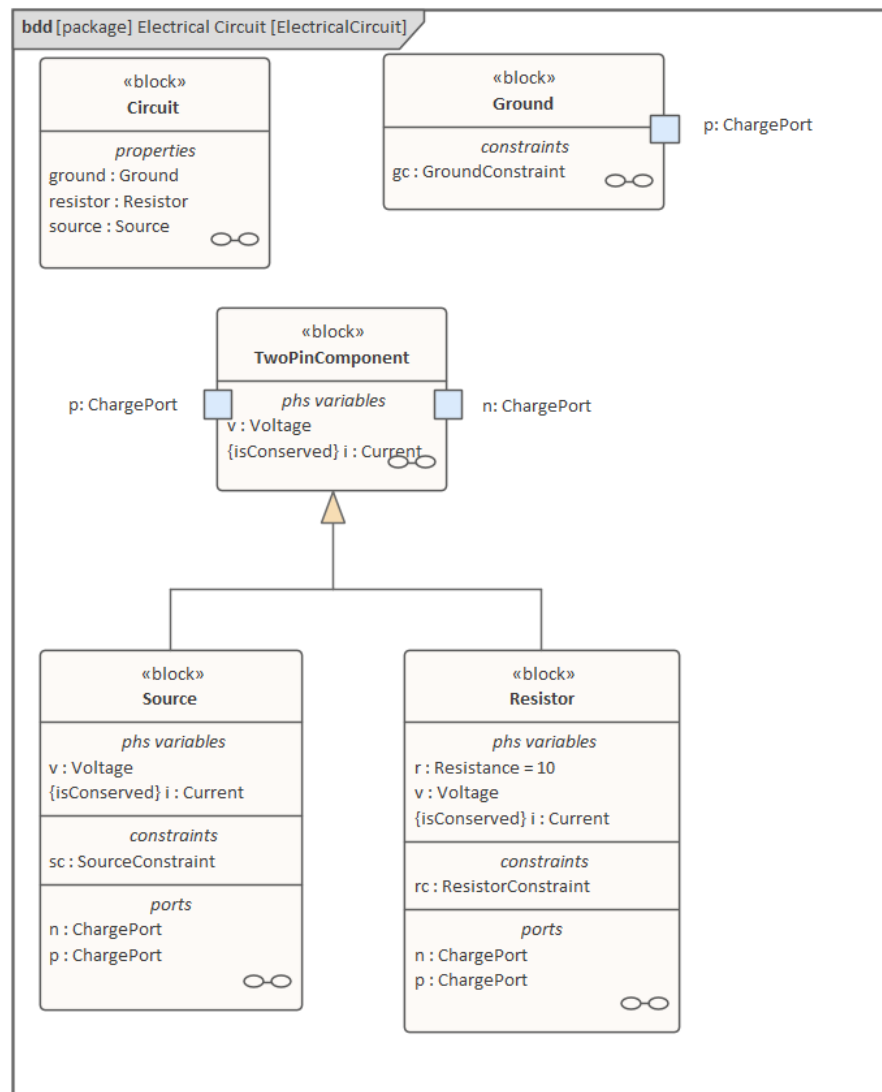 bdd [package] Electrical Circuit [ElectricalCircuit]
«block»
Circuit
properties
ground : Ground
resistor : Resistor
source : Source
«block»
Ground
constraints
gc : GroundConstraint
p: ChargePort
«block»
TwoPinComponent
phs variables
v : Voltage
{isConserved} i : Current
p: ChargePort
n: ChargePort
«block»
Source
phs variables
v : Voltage
{isConserved} i : Current
constraints
sc : SourceConstraint
ports
n : ChargePort
p : ChargePort
«block»
Resistor
phs variables
r : Resistance = 10
v : Voltage
{isConserved} i : Current
constraints
rc : ResistorConstraint
ports
n : ChargePort
p : ChargePort